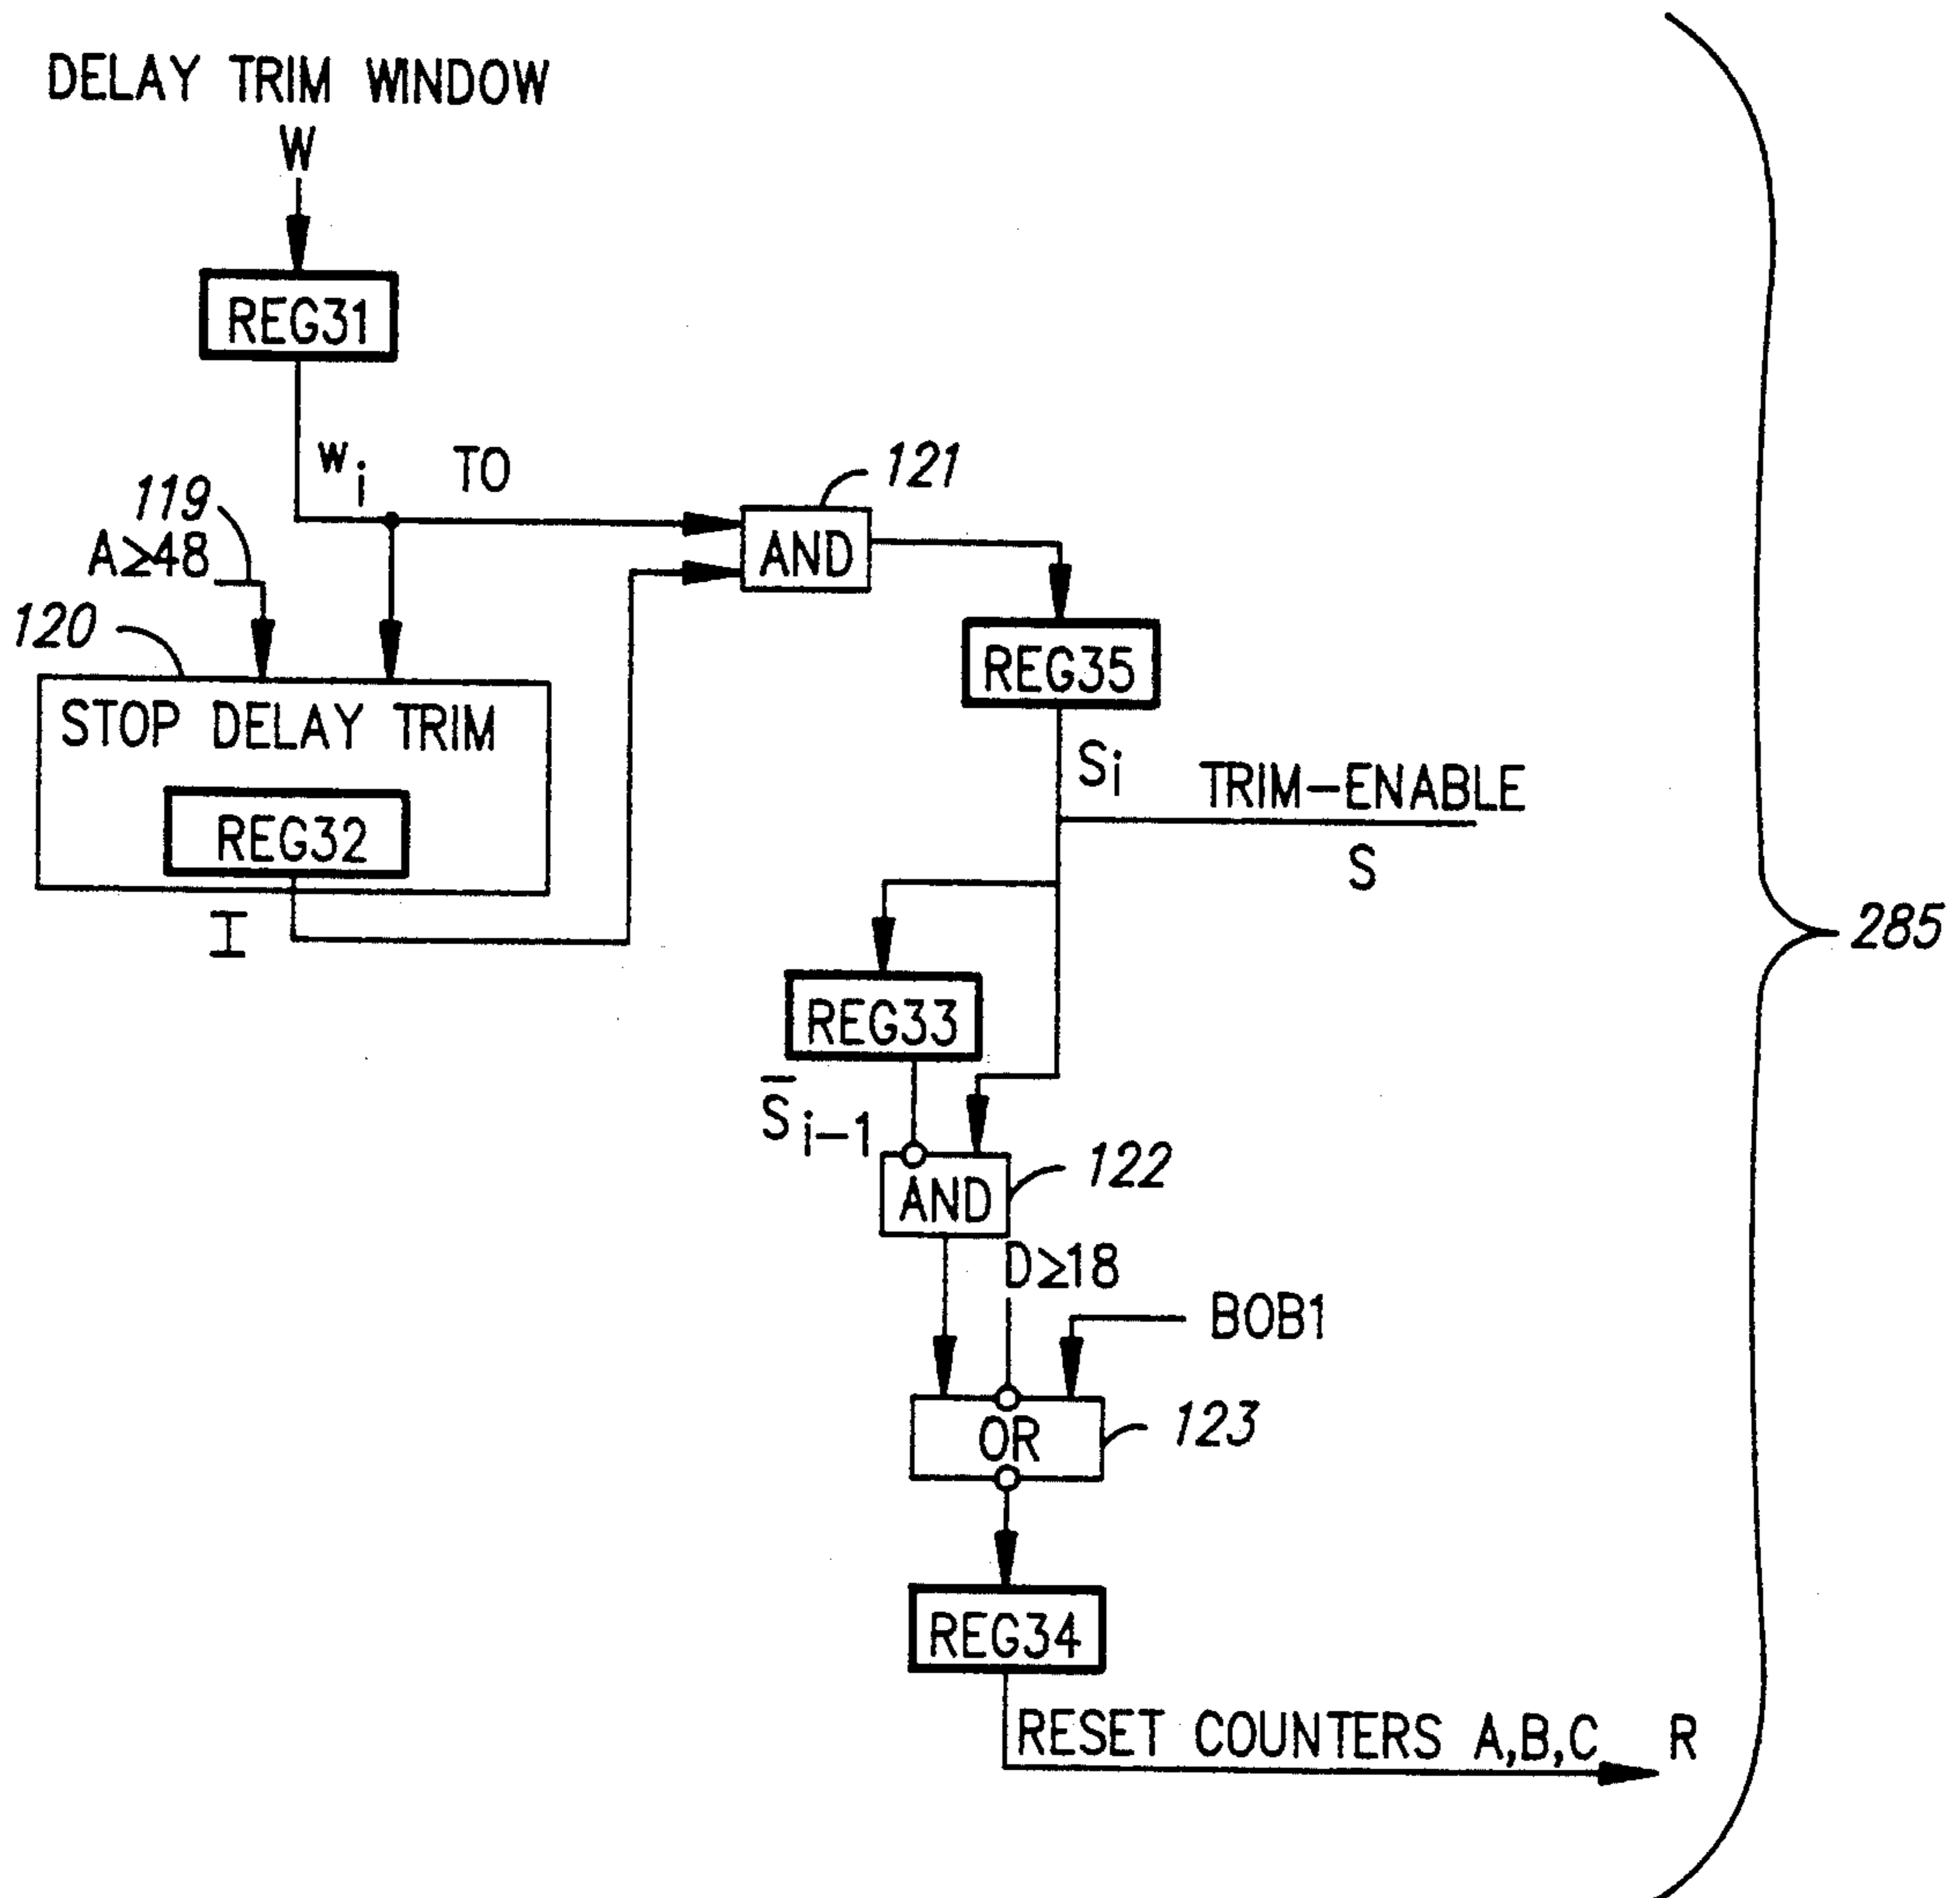 DELAY TRIM WINDOW
W
REG31
wi TO
119
A≥48
121
AND
120
STOP DELAY TRIM
REG32
I
REG35
Si
TRIM-ENABLE
S
285
REG33
S̅i-1
AND
122
D≥18
BOB1
OR
123
REG34
RESET COUNTERS A,B,C R